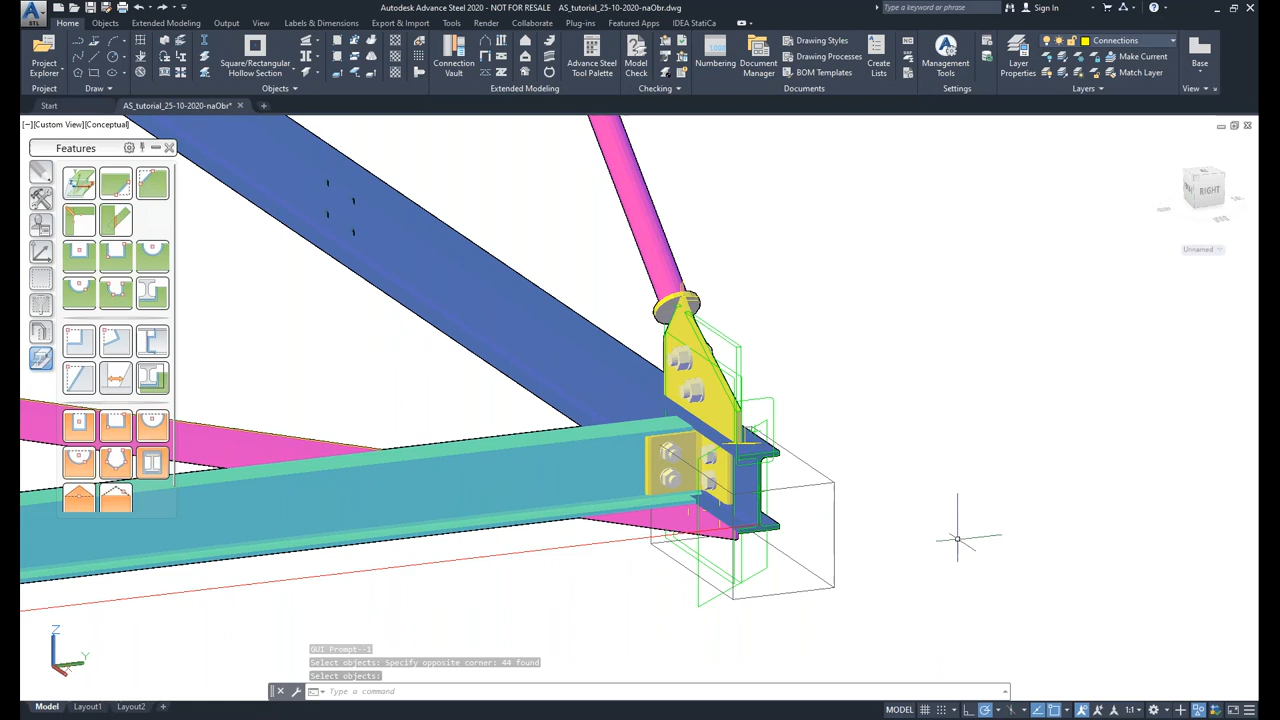 Autodesk Advance Steel 2020 - NOT FOR RESALE AS_tutorial_25-10-2020-naObr.dwg
Type a keyword or phrase
Sign In
STL
Home Objects Extended Modeling Output View Labels & Dimensions Export & Import Tools Render Collaborate Plug-ins Featured Apps IDEA StatiCa
Project Explorer
Square/Rectangular Hollow Section
Connection Vault
Advance Steel Tool Palette
Model Check
1008
Numbering
Document Manager
Drawing Styles
Drawing Processes
BOM Templates
Create Lists
Management Tools
Layer Properties
Connections
Make Current
Match Layer
Base
Project Draw Objects Extended Modeling Checking Documents Settings Layers View
Start AS_tutorial_25-10-2020-naObr*
[−][Custom View][Conceptual]
Features
RIGHT
Unnamed
Z
Y
GUI Prompt--1
Select objects: Specify opposite corner: 44 found
Select objects:
Type a command
Model Layout1 Layout2
MODEL
1:1